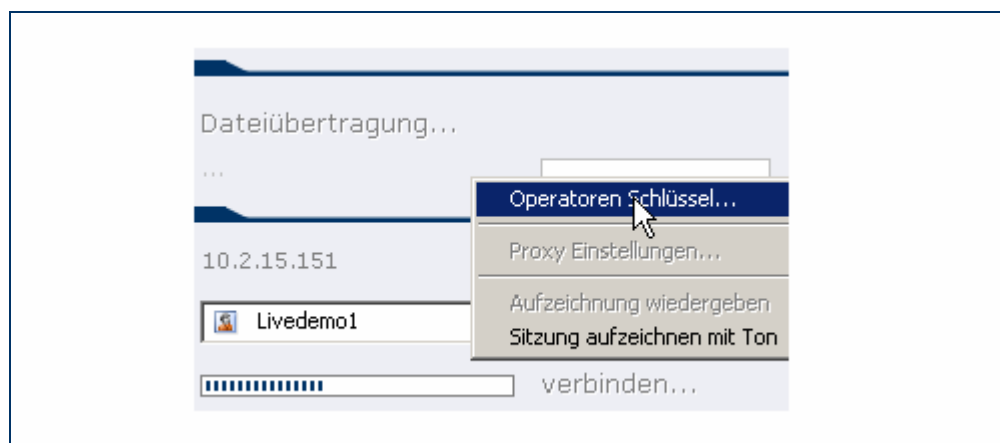 Dateiübertragung...
...
Operatoren Schlüssel...
Proxy Einstellungen...
10.2.15.151
Aufzeichnung wiedergeben
Livedemo1
Sitzung aufzeichnen mit Ton
verbinden...